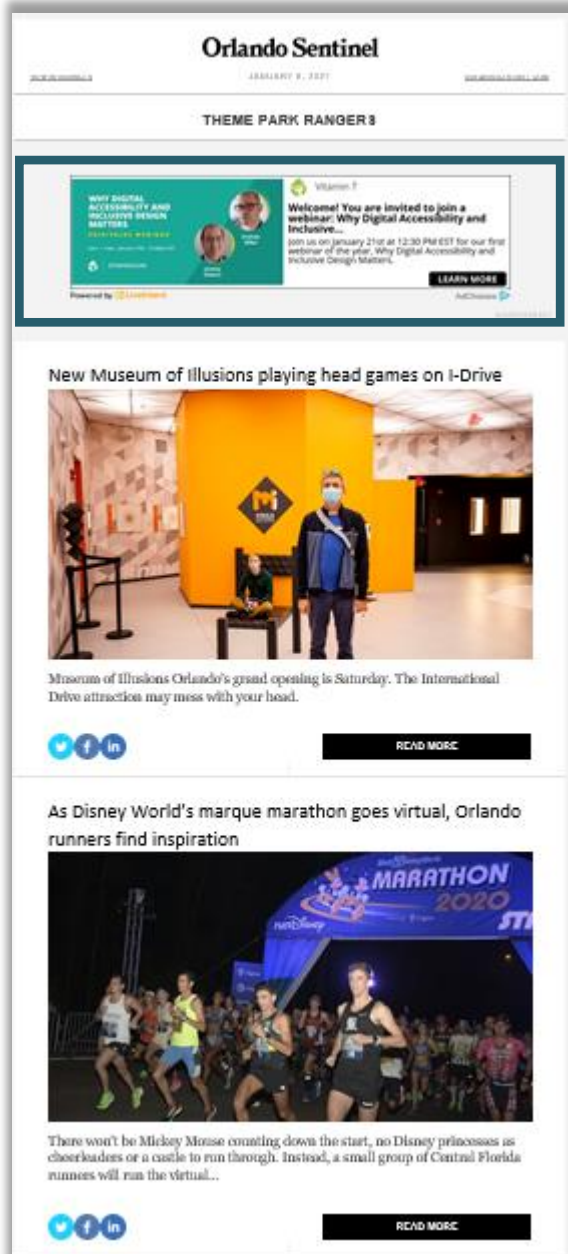 Orlando Sentinel
JANUARY 8, 2021
THEME PARK RANGERS
WHY DIGITAL
ACCESSIBILITY AND
INCLUSIVE DESIGN
MATTERS
Vitamin T
Welcome! You are invited to join a
webinar: Why Digital Accessibility and
Inclusive...
Join us on January 21st at 12:30 PM EST for our first
webinar of the year, Why Digital Accessibility and
Inclusive Design Matters.
LEARN MORE
Powered by LiveIntent
AdChoices
New Museum of Illusions playing head games on I-Drive
Museum of Illusions Orlando's grand opening is Saturday. The International
Drive attraction may mess with your head.
READ MORE
As Disney World's marque marathon goes virtual, Orlando
runners find inspiration
MARATHON
2020
runDisney
There won't be Mickey Mouse counting down the start, no Disney princesses as
cheerleaders or a castle to run through. Instead, a small group of Central Florida
runners will run the virtual...
READ MORE